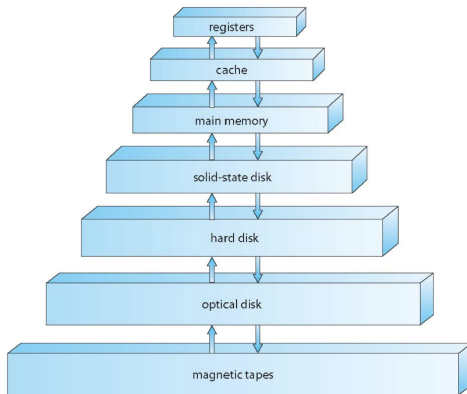 registers
cache
main memory
solid-state disk
hard disk
optical disk
magnetic tapes